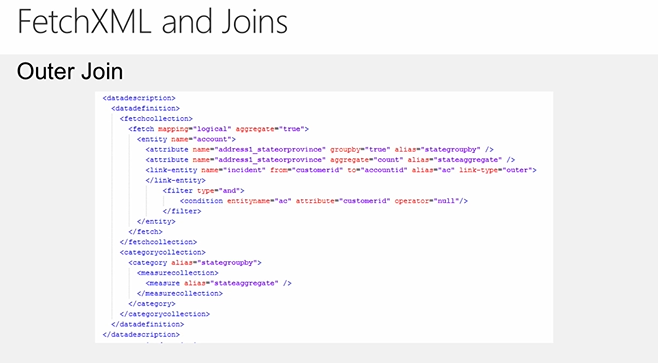 FetchXML and Joins
Outer Join
<datadescription>
<datadefinition>
<fetchcollection>
<fetch mapping="logical" aggregate="true">
<entity name="account">
<attribute name="address1_stateorprovince" groupby="true" alias="stategroupby" />
<attribute name="address1_stateorprovince" aggregate="count" alias="stateaggregate" />
<link-entity name="incident" from="customerid" to="accountid" alias="ac" link-type="outer">
</link-entity>
<filter type="and">
<condition entityname="ac" attribute="customerid" operator="null"/>
</filter>
</entity>
</fetch>
</fetchcollection>
<categorycollection>
<category alias="stategroupby">
<measurecollection>
<measure alias="stateaggregate" />
</measurecollection>
</category>
</categorycollection>
</datadefinition>
</datadescription>